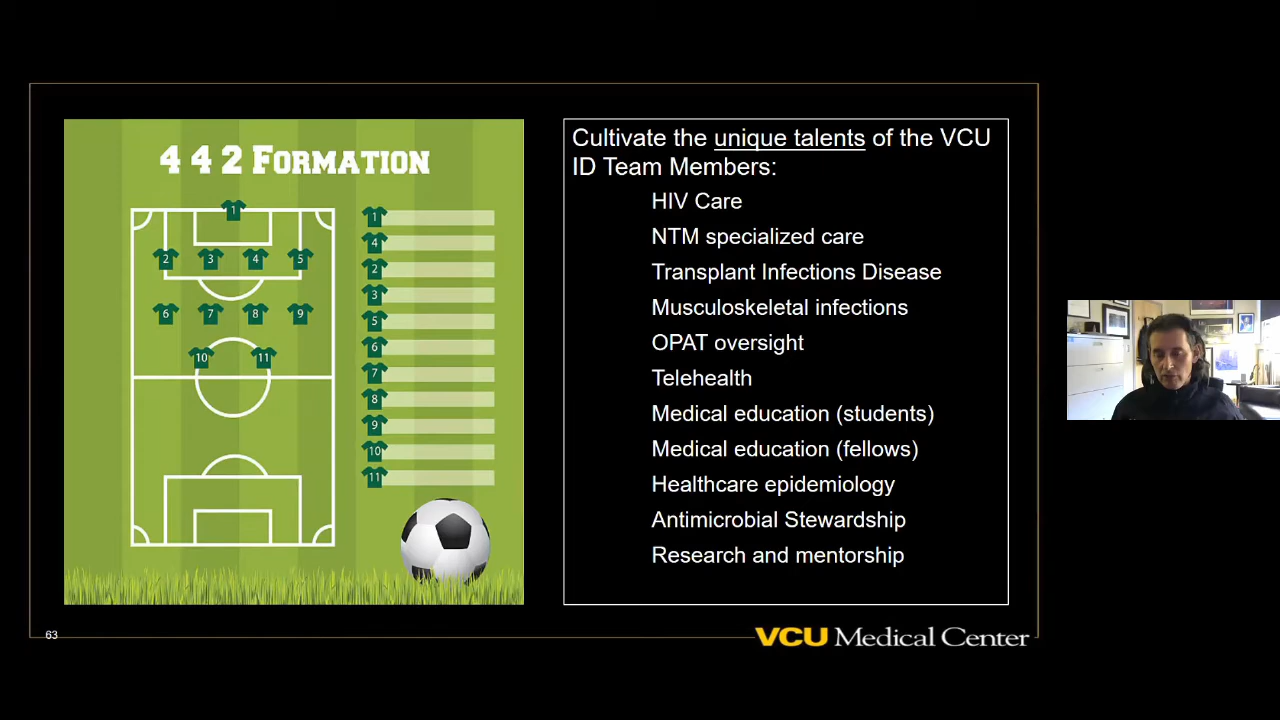 4 4 2 FORMATION
1
2 3 4 5
6 7 8 9
10 11
1
4
2
3
5
6
7
8
9
10
11
Cultivate the unique talents of the VCU
ID Team Members:
HIV Care
NTM specialized care
Transplant Infections Disease
Musculoskeletal infections
OPAT oversight
Telehealth
Medical education (students)
Medical education (fellows)
Healthcare epidemiology
Antimicrobial Stewardship
Research and mentorship
63
VCU Medical Center